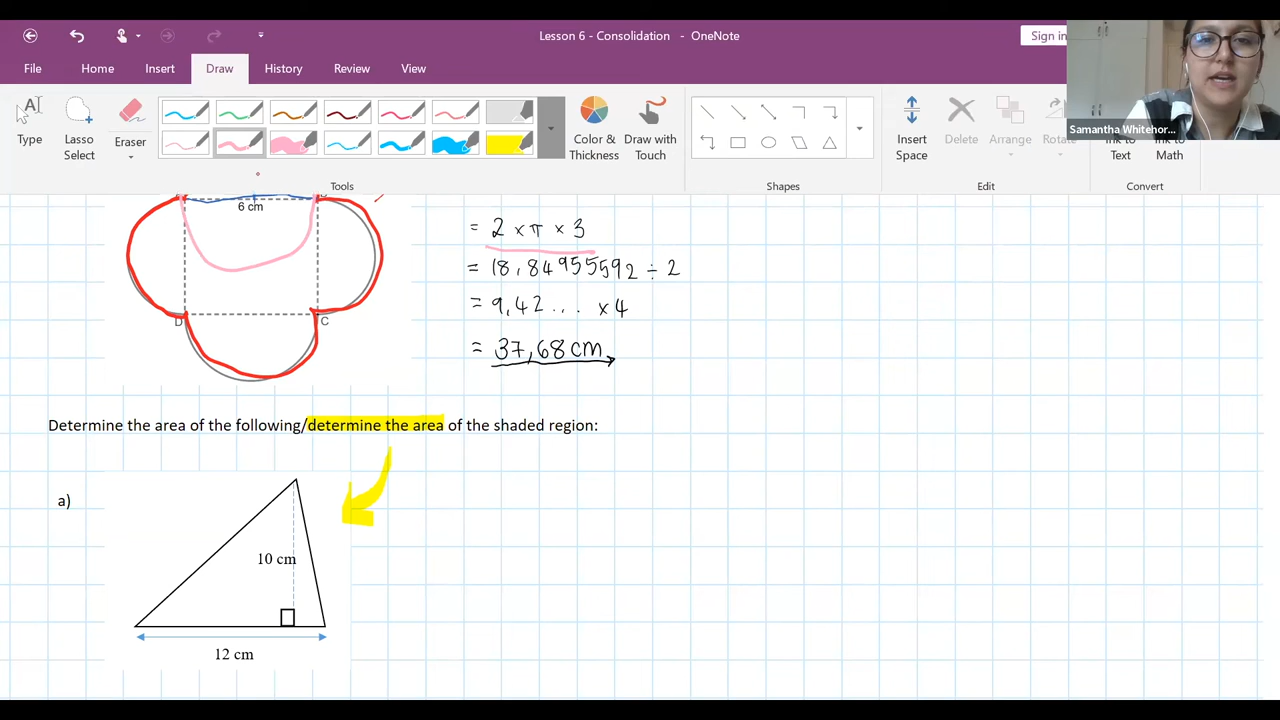 Lesson 6 - Consolidation - OneNote
Sign in
File Home Insert Draw History Review View
Type
Lasso Select
Eraser
Color & Thickness
Draw with Touch
Insert Space
Delete
Arrange
Rotate
Ink to Text
Ink to Math
Samantha Whitehor...
Tools
Shapes
Edit
Convert
6 cm
D
C
= 2 × π × 3
= 18,84955592 ÷ 2
= 9,42... ×4
= 37,68 cm
Determine the area of the following/determine the area of the shaded region:
a)
10 cm
12 cm